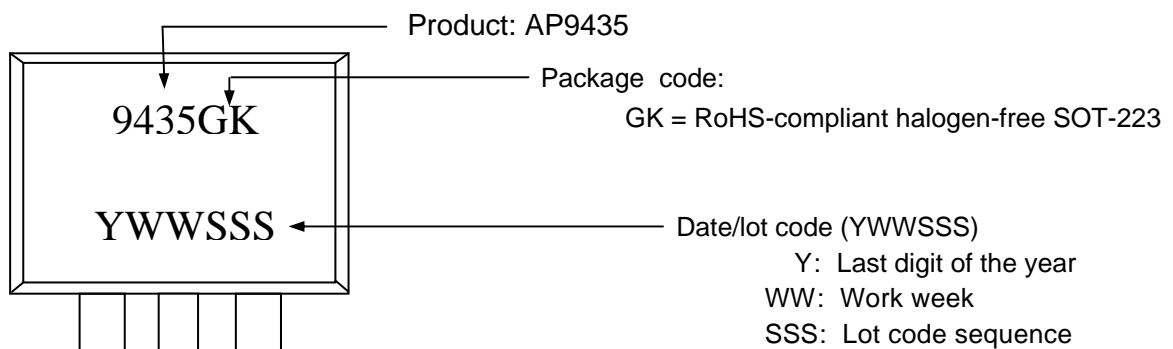 Product: AP9435
Package code:
GK = RoHS-compliant halogen-free SOT-223
9435GK
YWWSSS
Date/lot code (YWWSSS)
Y: Last digit of the year
WW: Work week
SSS: Lot code sequence